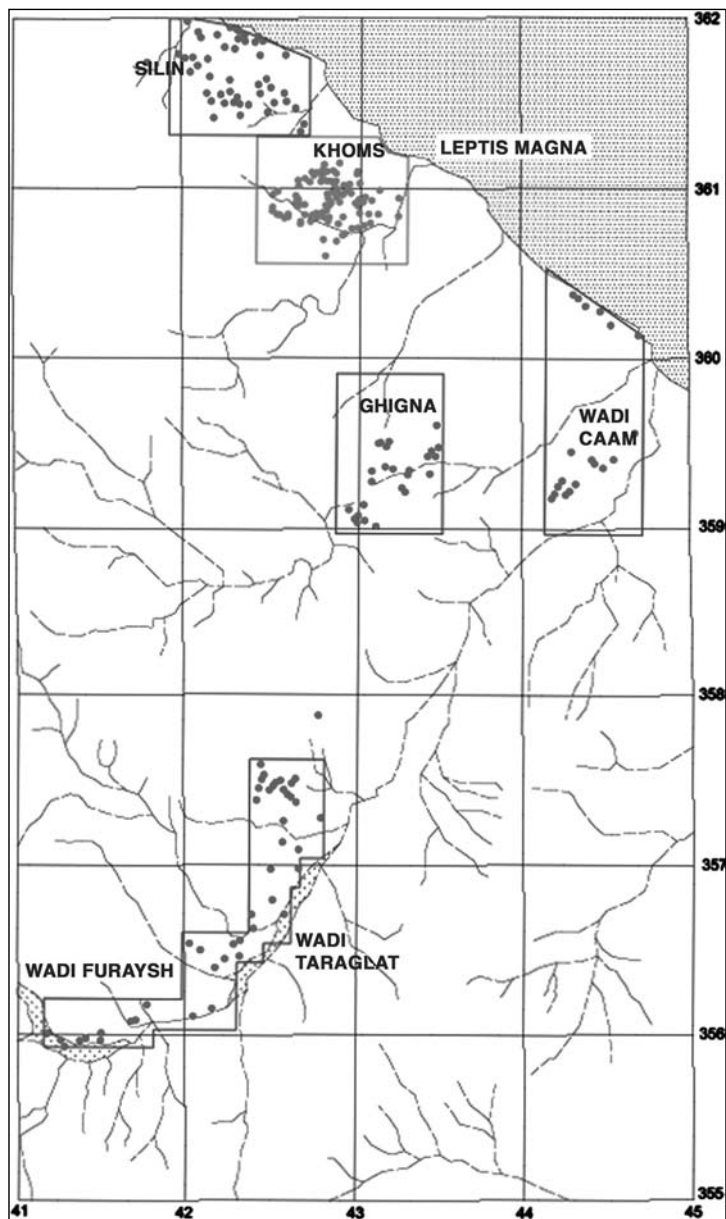 362
SILIN
KHOMS
LEPTIS MAGNA
361
360
GHIGNA
WADI
CAAM
359
358
357
WADI
TARAGLAT
WADI FURAYSH
356
355
41
42
43
44
45